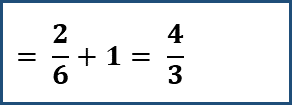 = 2/6 + 1 = 4/3